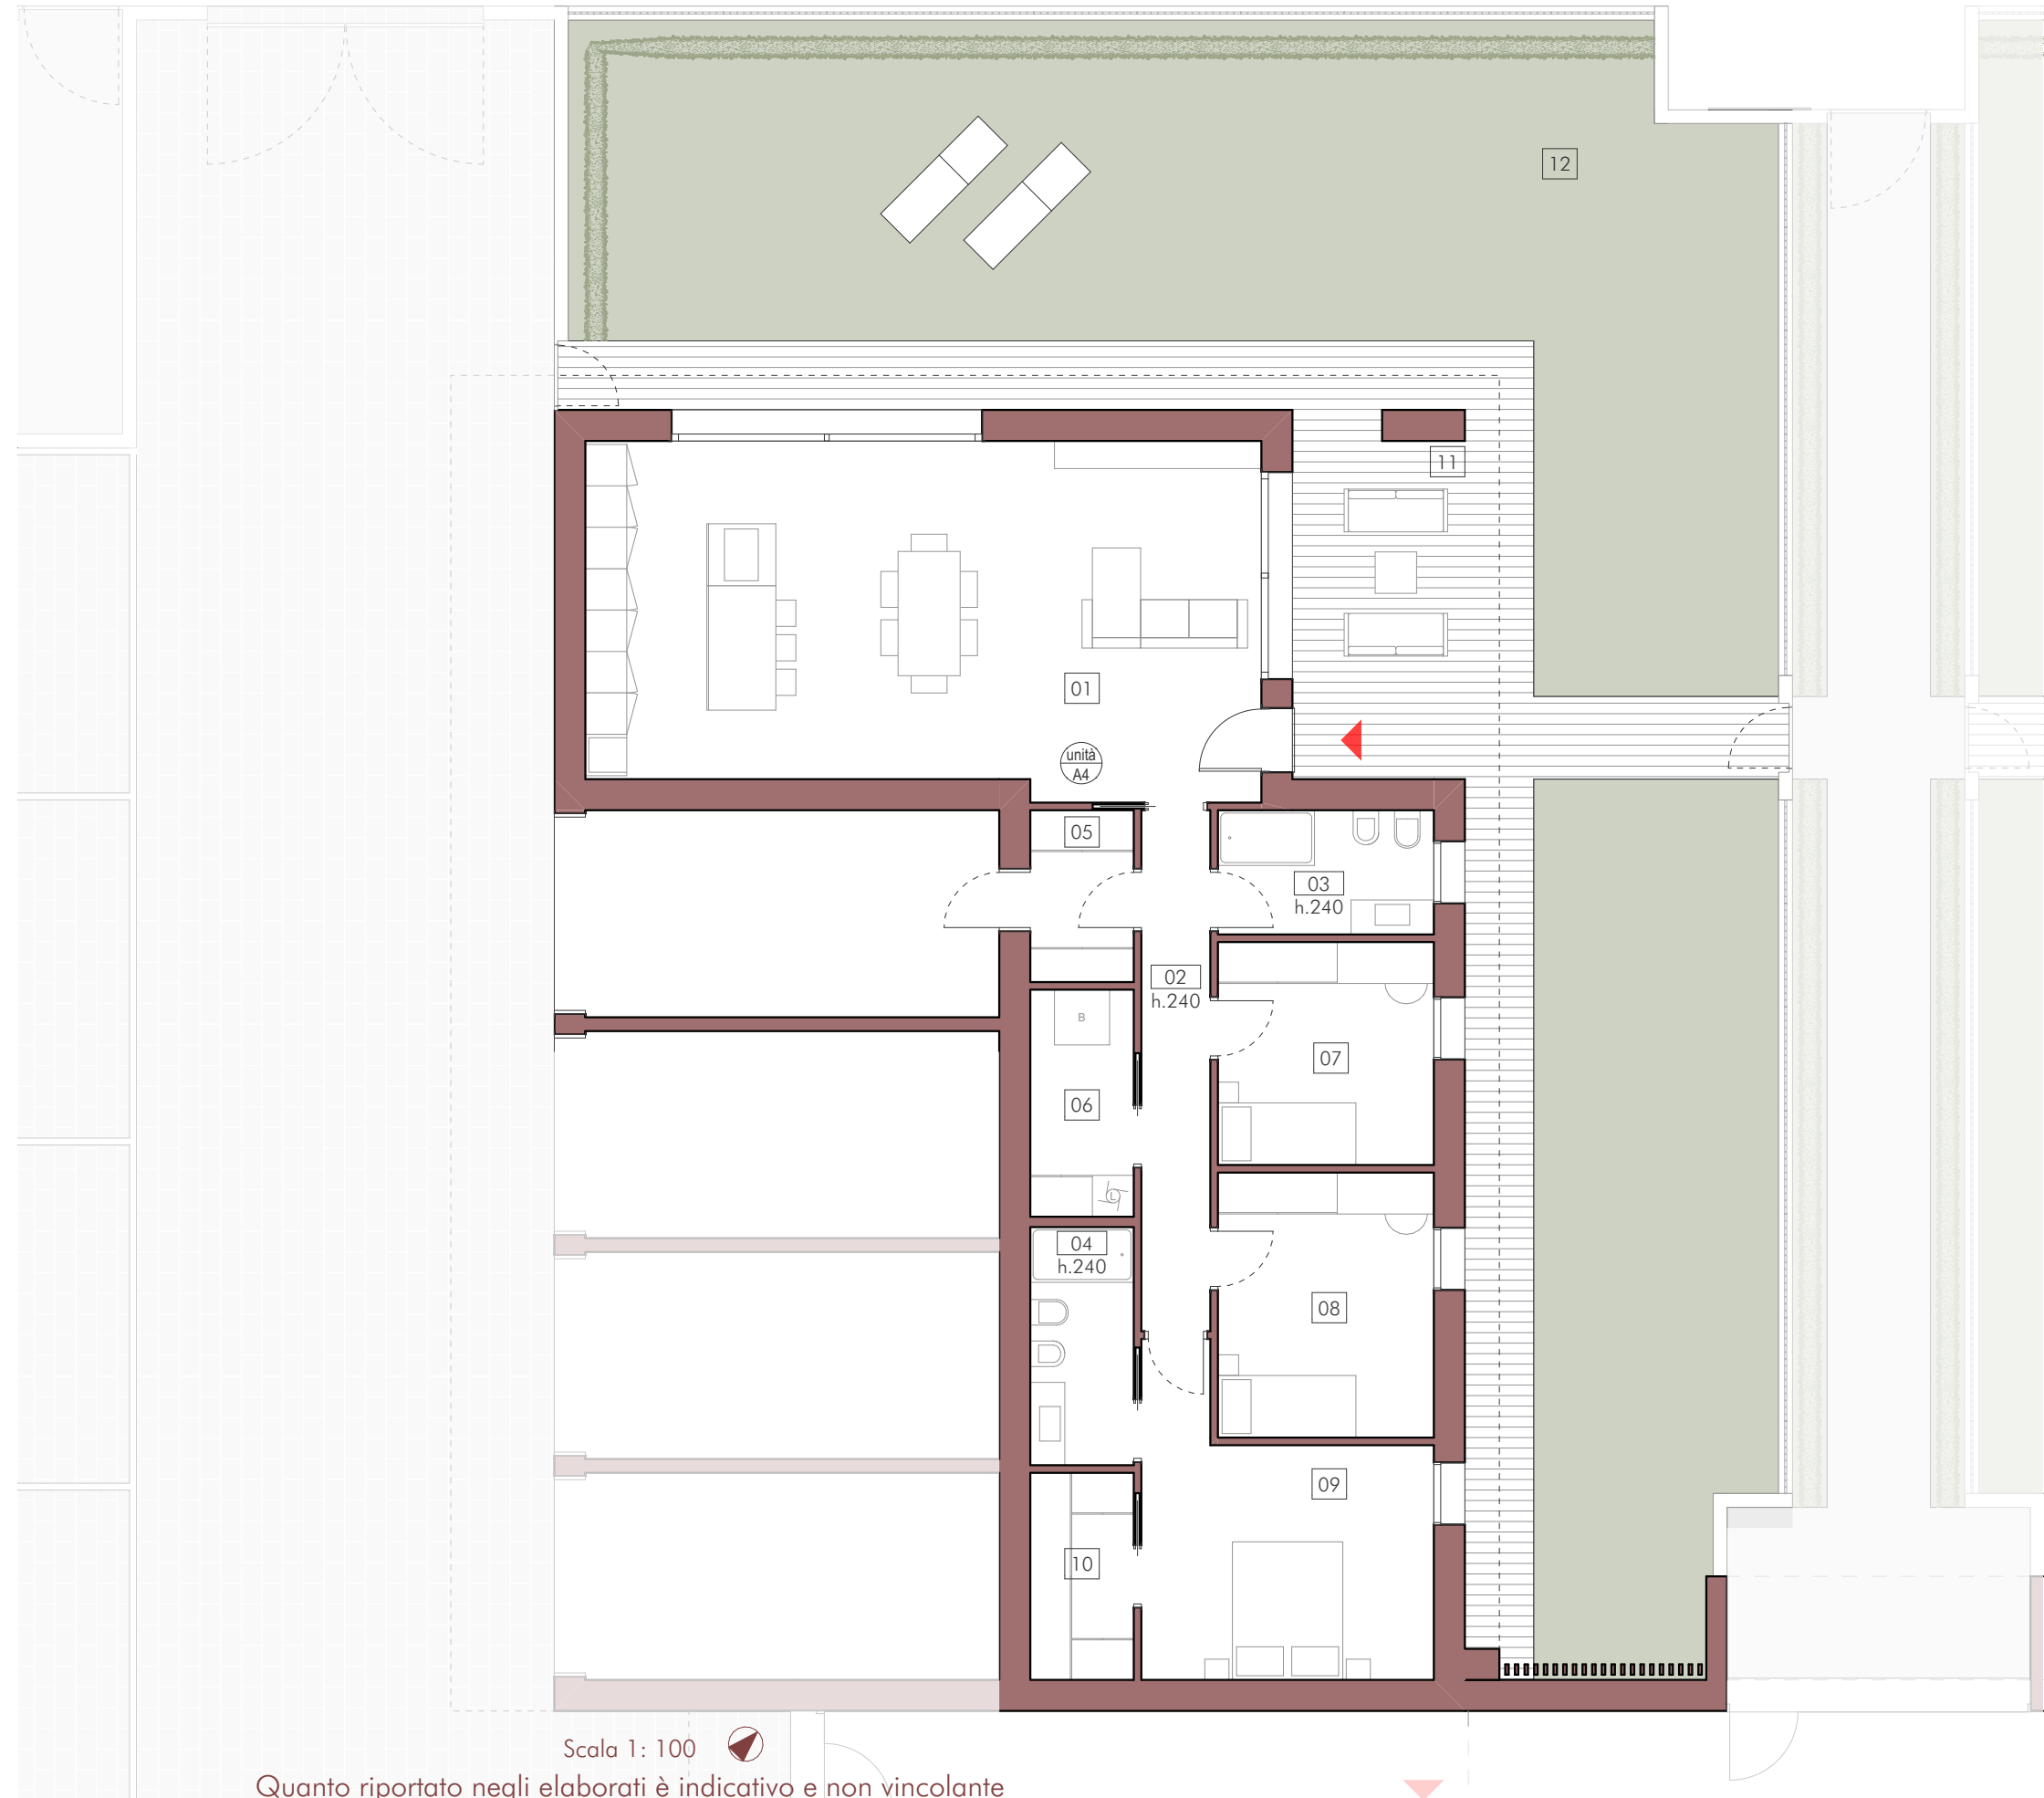 12
11
01
unità
A4
05
03
h.240
02
h.240
B
07
06
L
04
h.240
08
09
10
Scala 1: 100
Quanto riportato negli elaborati è indicativo e non vincolante